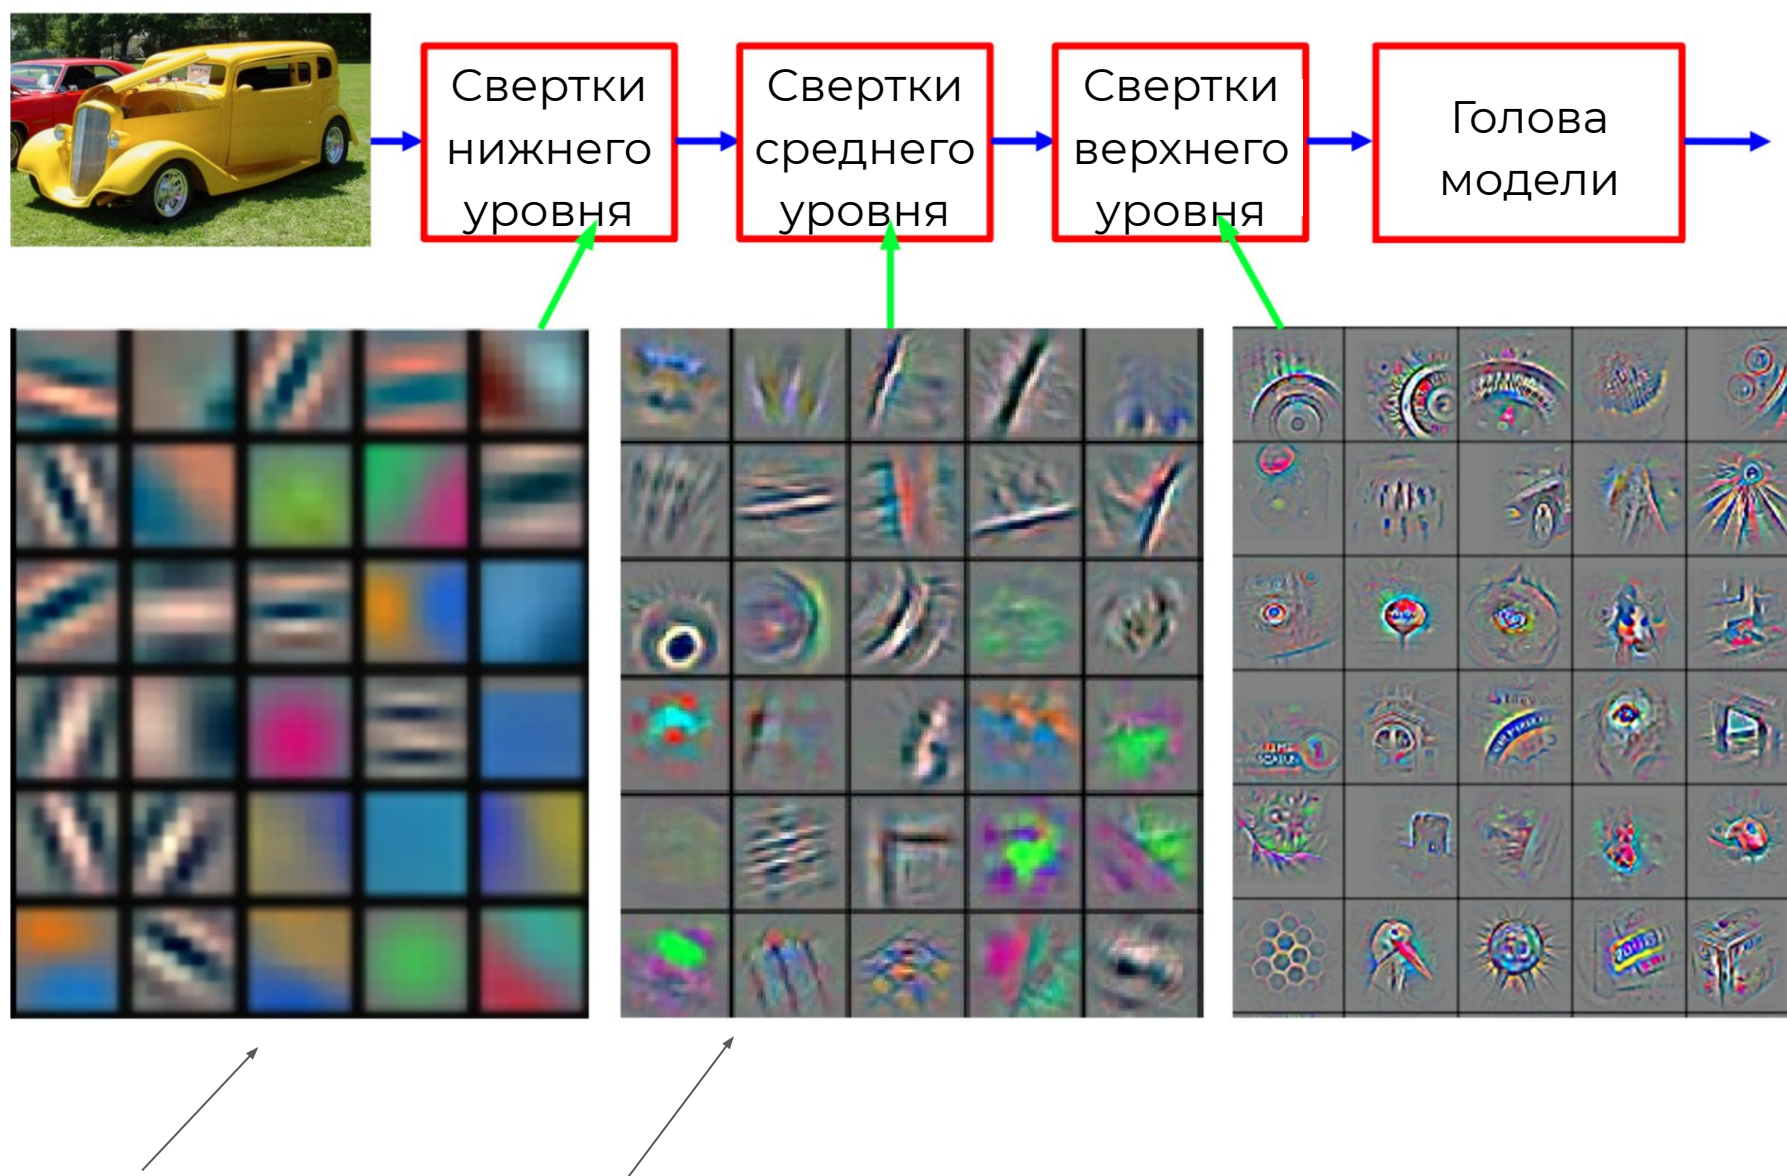 Свертки
нижнего
уровня
Свертки
среднего
уровня
Свертки
верхнего
уровня
Голова
модели